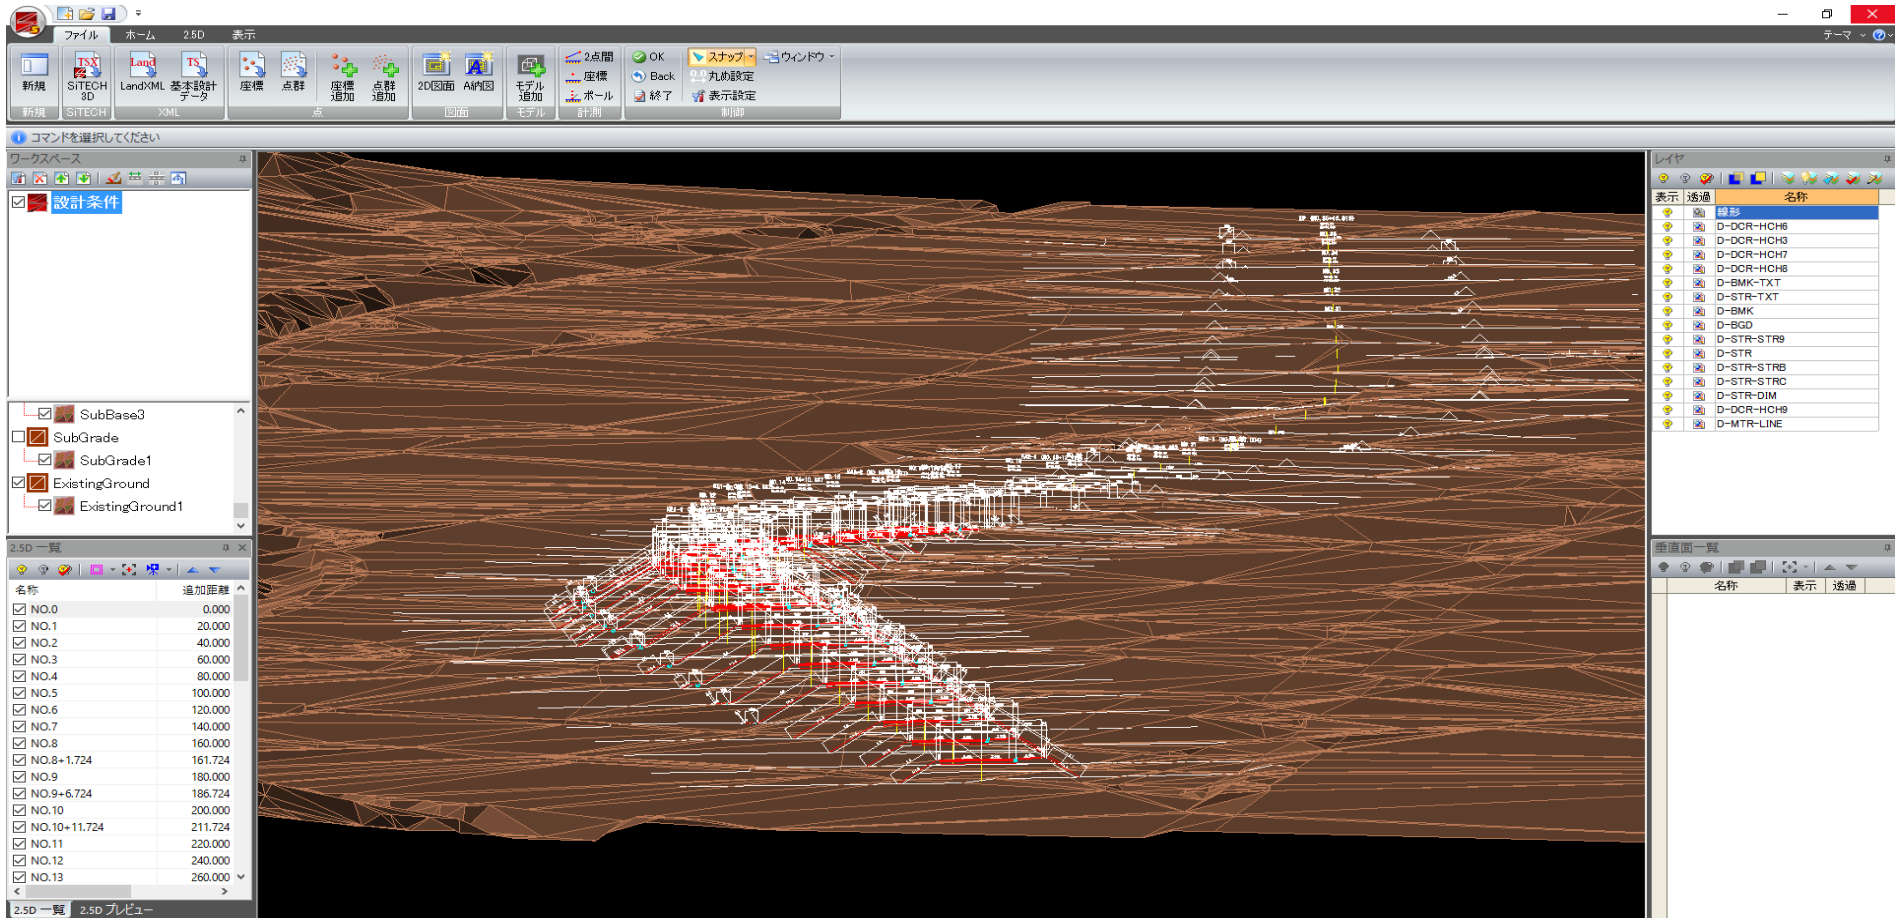 ファイル ホーム 2.5D 表示
テーマ
新規 SiTECH 3D LandXML 基本設計データ 座標 点群 座標追加 点群追加 2D図面 A納図 モデル追加
2点間 OK スナップ ウィンドウ
座標 Back 丸め設定
ポール 終了 表示設定
新規 SiTECH XML 点 図面 モデル 計測 制御
コマンドを選択してください
ワークスペース
設計条件
SubBase3
SubGrade
SubGrade1
ExistingGround
ExistingGround1
2.5D 一覧
名称 追加距離
NO.0 0.000
NO.1 20.000
NO.2 40.000
NO.3 60.000
NO.4 80.000
NO.5 100.000
NO.6 120.000
NO.7 140.000
NO.8 160.000
NO.8+1.724 161.724
NO.9 180.000
NO.9+6.724 186.724
NO.10 200.000
NO.10+11.724 211.724
NO.11 220.000
NO.12 240.000
NO.13 260.000
2.5D 一覧 2.5D プレビュー
レイヤ
表示 透過 名称
線形
D-DCR-HCH6
D-DCR-HCH3
D-DCR-HCH7
D-DCR-HCH8
D-BMK-TXT
D-STR-TXT
D-BMK
D-BGD
D-STR-STR9
D-STR
D-STR-STRB
D-STR-STRC
D-STR-DIM
D-DCR-HCH9
D-MTR-LINE
垂直面一覧
名称 表示 透過